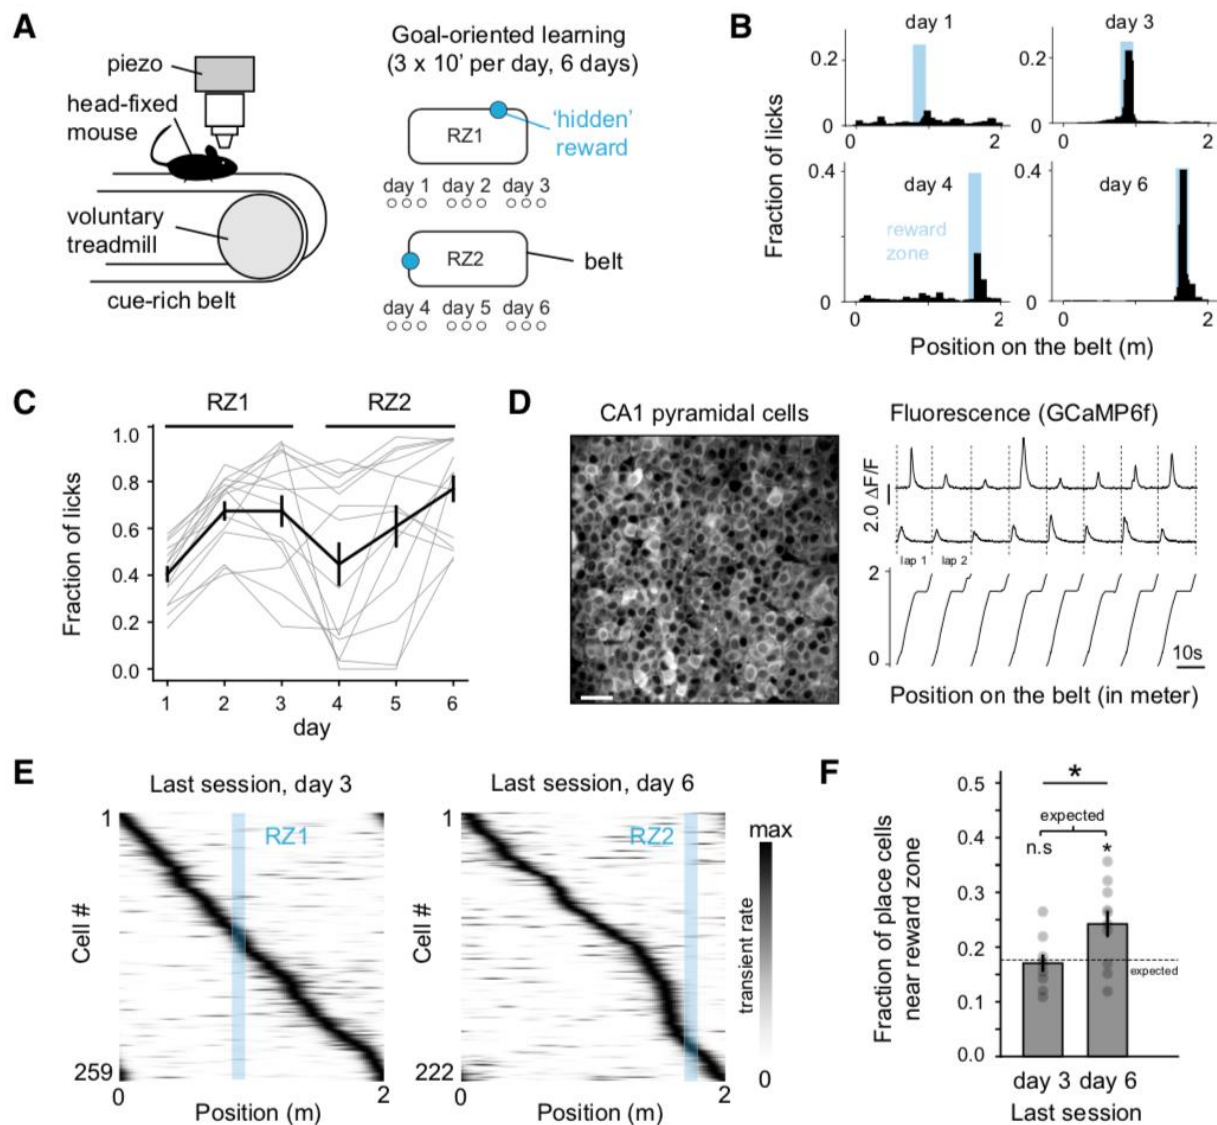 A
piezo
head-fixed
mouse
voluntary
treadmill
cue-rich belt
Goal-oriented learning
(3 x 10' per day, 6 days)
RZ1
'hidden'
reward
day 1 day 2 day 3
RZ2
belt
day 4 day 5 day 6
B
Fraction of licks
day 1
0.2
0
0 2
day 3
0.2
0
0 2
day 4
0.4
reward
zone
0
0 2
day 6
0.4
0
0 2
Position on the belt (m)
C
RZ1 RZ2
Fraction of licks
1.0
0.8
0.6
0.4
0.2
0.0
1 2 3 4 5 6
day
D
CA1 pyramidal cells
Fluorescence (GCaMP6f)
2.0 ΔF/F
lap 1 lap 2
2
0
10s
Position on the belt (in meter)
E
Last session, day 3
1
RZ1
Cell #
259
0 2
Position (m)
Last session, day 6
1
RZ2
Cell #
222
0 2
Position (m)
max
transient rate
0
F
Fraction of place cells
near reward zone
0.5
0.4
0.3
0.2
0.1
0.0
*
expected
n.s *
expected
day 3 day 6
Last session